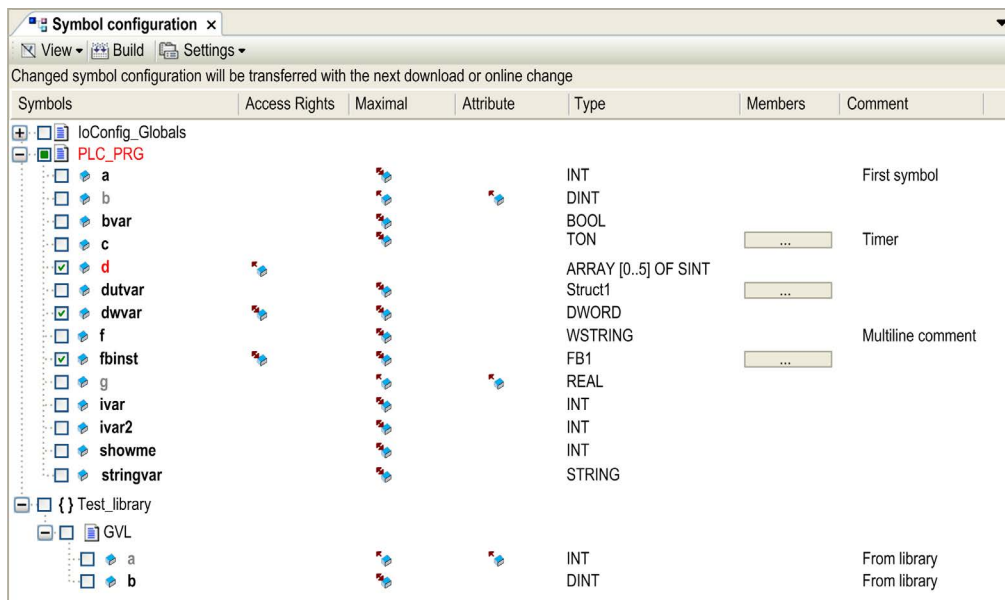 Symbol configuration ×
View Build Settings
Changed symbol configuration will be transferred with the next download or online change
Symbols Access Rights Maximal Attribute Type Members Comment
IoConfig_Globals
PLC_PRG
a INT First symbol
b DINT
bvar BOOL
c TON ... Timer
d ARRAY [0..5] OF SINT
dutvar Struct1 ...
dwvar DWORD
f WSTRING Multiline comment
fbinst FB1 ...
g REAL
ivar INT
ivar2 INT
showme INT
stringvar STRING
{ } Test_library
GVL
a INT From library
b DINT From library